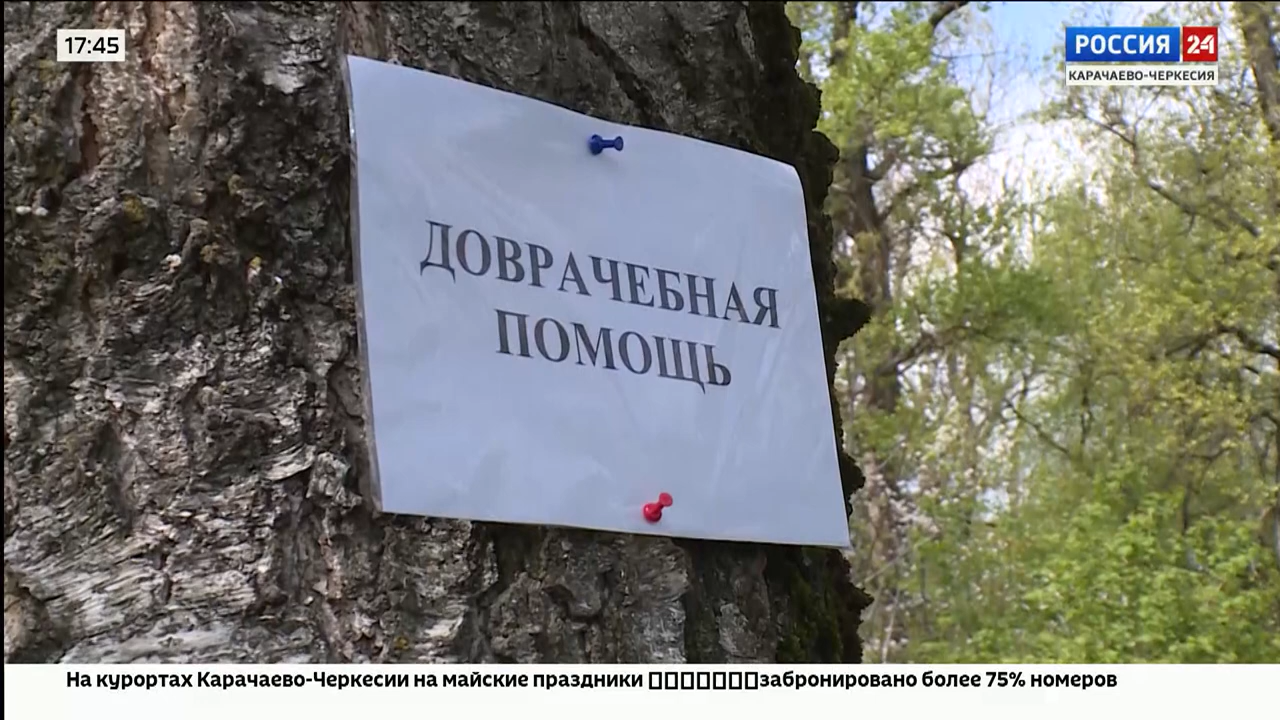 17:45
РОССИЯ 24
КАРАЧАЕВО-ЧЕРКЕСИЯ
ДОВРАЧЕБНАЯ
ПОМОЩЬ
На курортах Карачаево-Черкесии на майские праздники ▯▯▯▯▯▯▯забронировано более 75% номеров